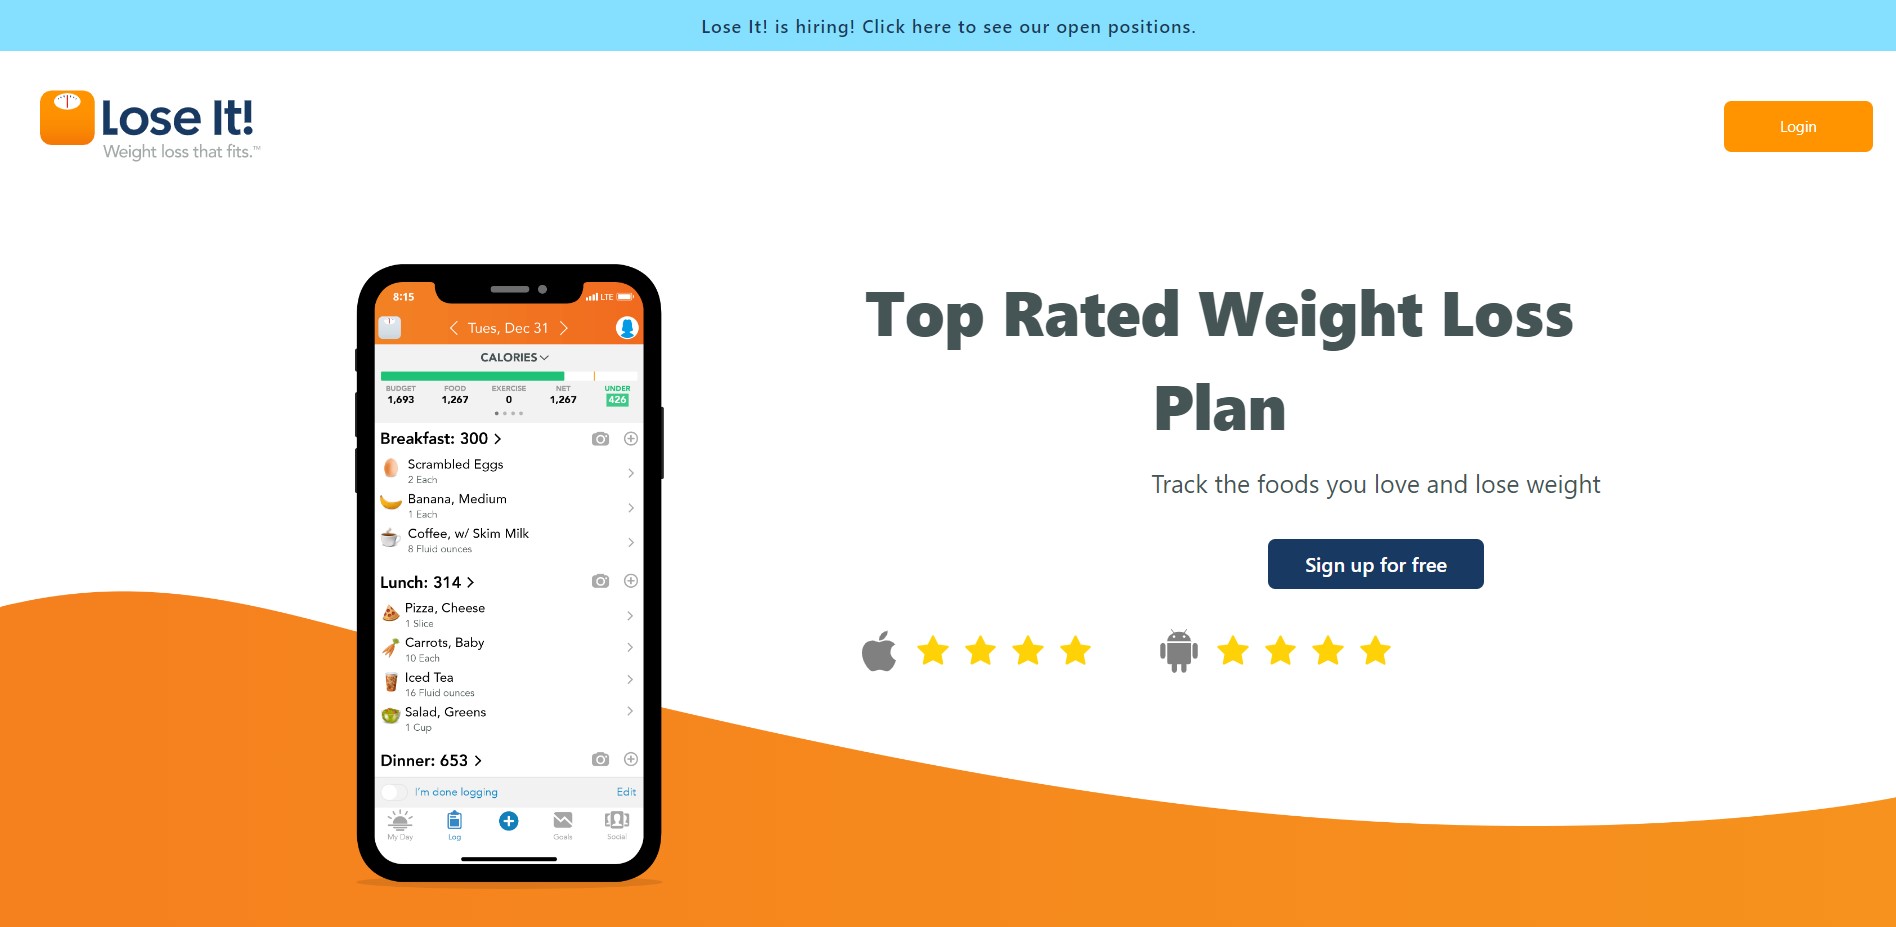 Lose It! is hiring! Click here to see our open positions.
Lose It!
Weight loss that fits.™
Login
8:15
LTE
Tues, Dec 31
CALORIES
BUDGET FOOD EXERCISE NET UNDER
1,693 1,267 0 1,267 426
Breakfast: 300
Scrambled Eggs
2 Each
Banana, Medium
1 Each
Coffee, w/ Skim Milk
8 Fluid ounces
Lunch: 314
Pizza, Cheese
1 Slice
Carrots, Baby
10 Each
Iced Tea
16 Fluid ounces
Salad, Greens
1 Cup
Dinner: 653
I'm done logging Edit
My Day Log Goals Social
Top Rated Weight Loss
Plan
Track the foods you love and lose weight
Sign up for free